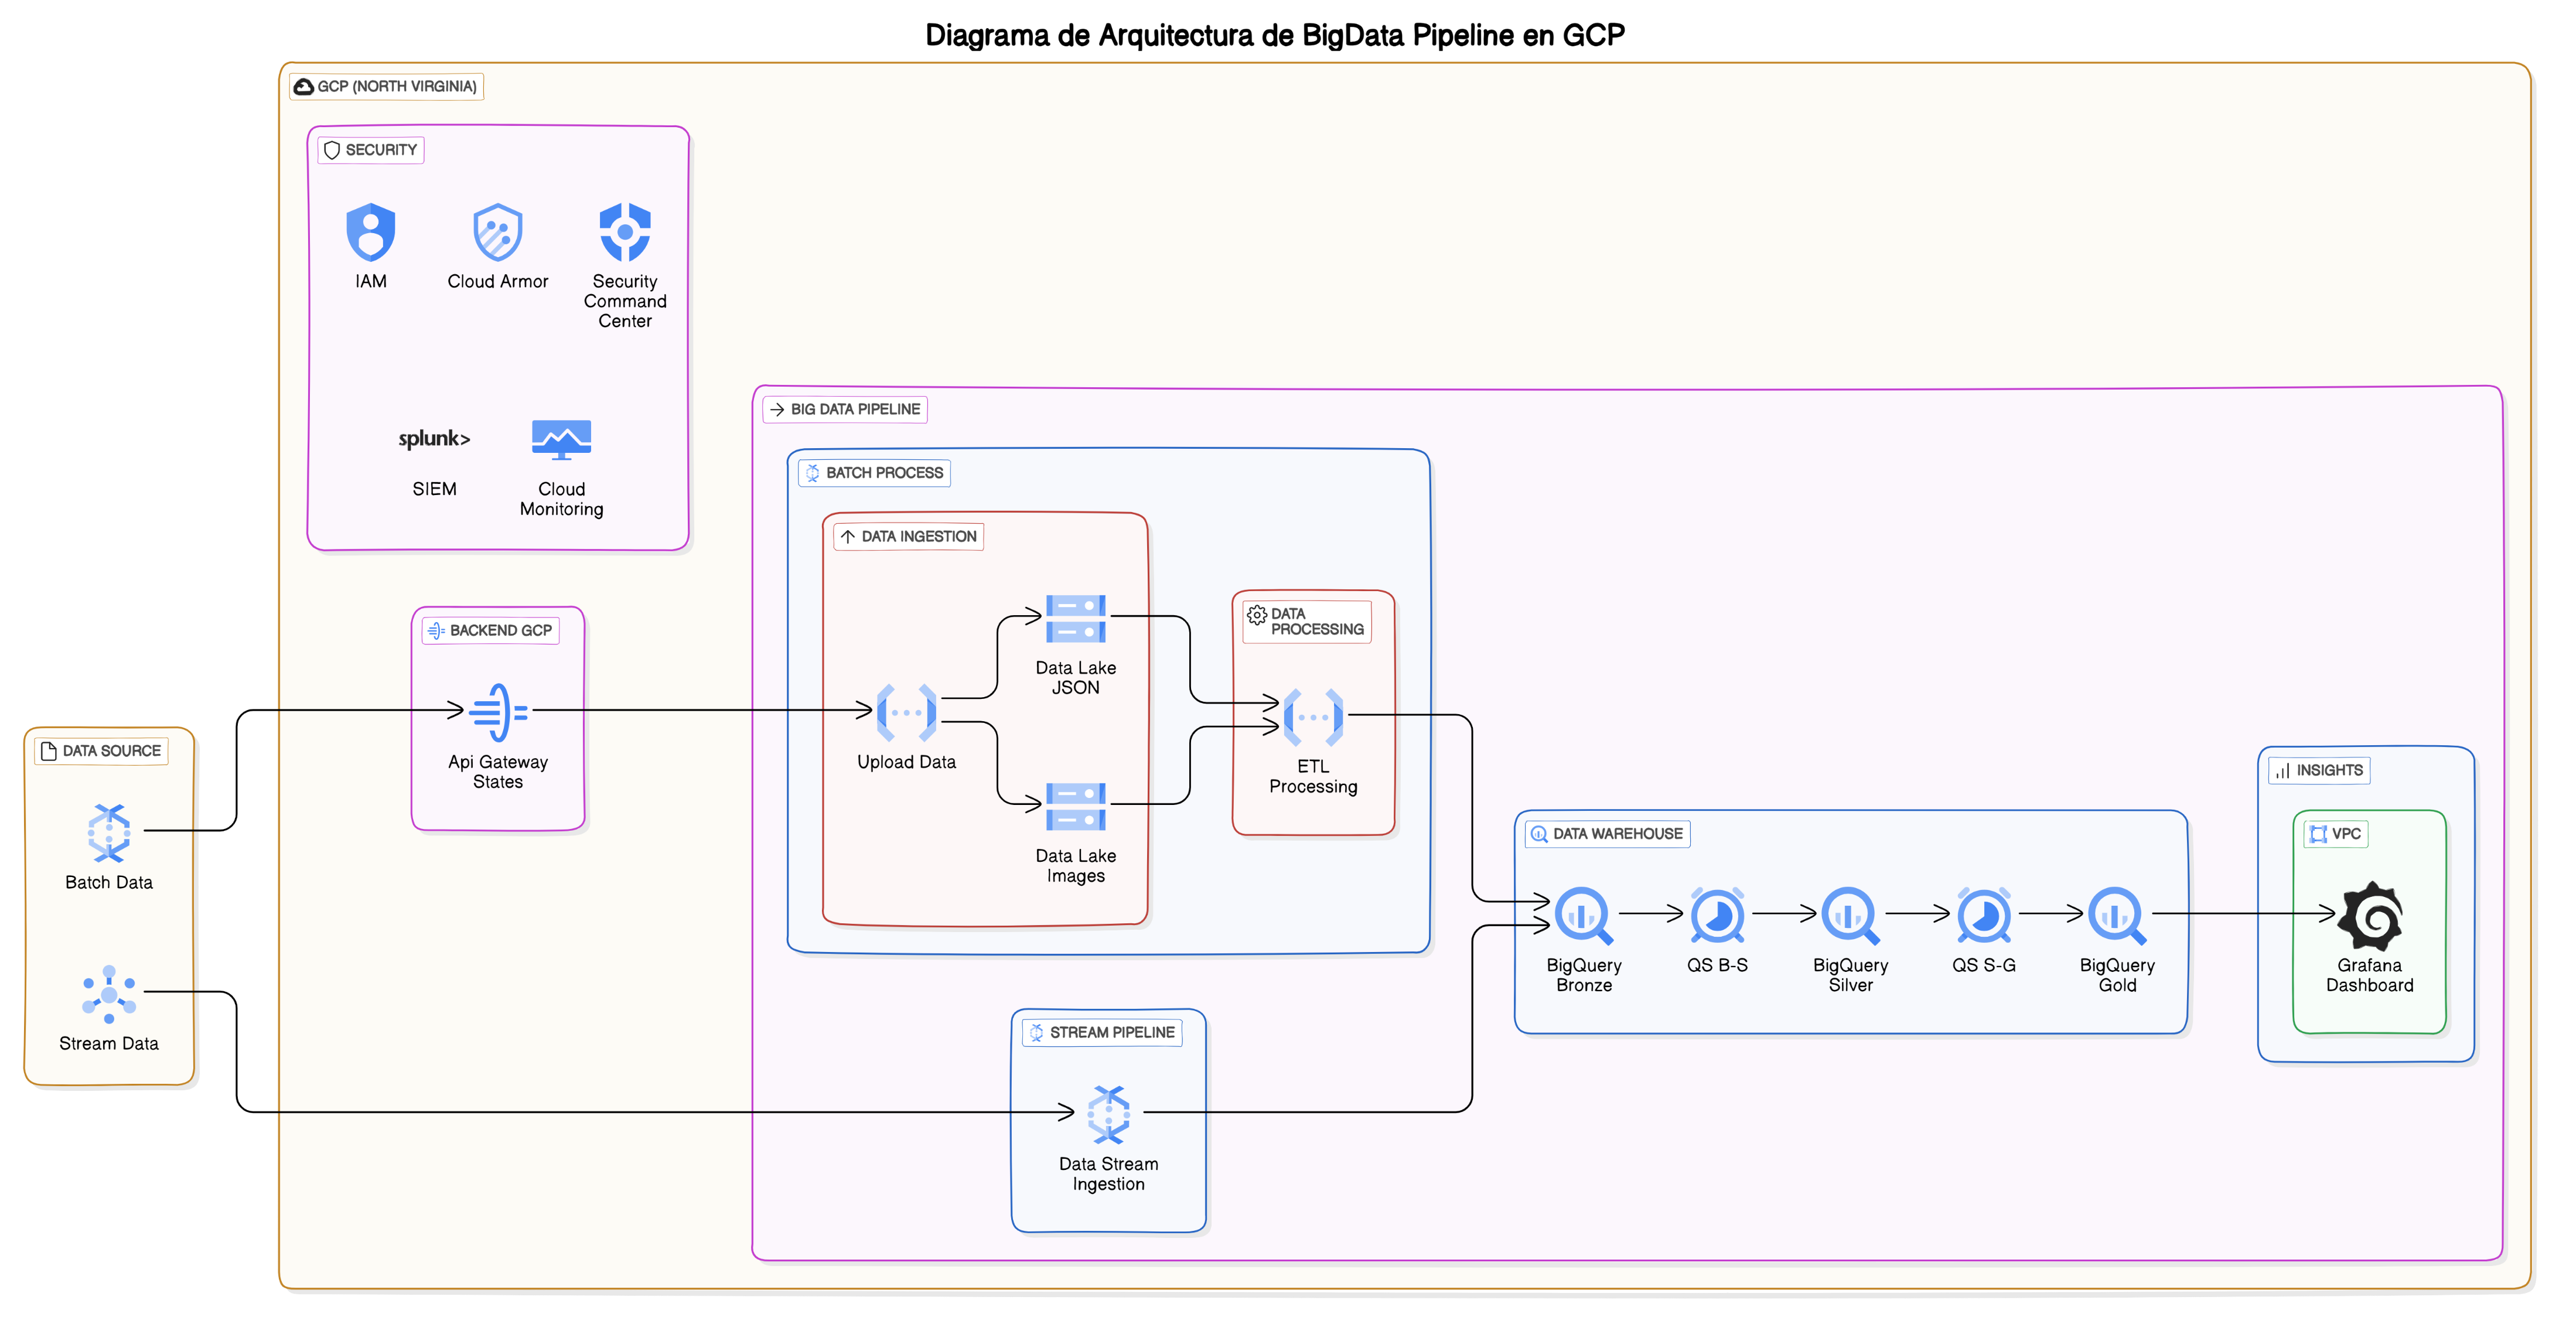 Diagrama de Arquitectura de BigData Pipeline en GCP
GCP (NORTH VIRGINIA)
SECURITY
IAM
Cloud Armor
Security
Command
Center
splunk>
SIEM
Cloud
Monitoring
BIG DATA PIPELINE
BATCH PROCESS
DATA INGESTION
Upload Data
Data Lake
JSON
Data Lake
Images
DATA
PROCESSING
ETL
Processing
BACKEND GCP
Api Gateway
States
DATA SOURCE
Batch Data
Stream Data
STREAM PIPELINE
Data Stream
Ingestion
DATA WAREHOUSE
BigQuery
Bronze
QS B-S
BigQuery
Silver
QS S-G
BigQuery
Gold
INSIGHTS
VPC
Grafana
Dashboard